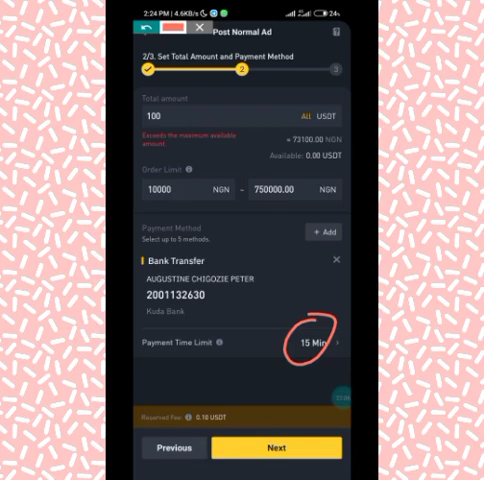 2:24 PM | 4.6KB/s
24%
Post Normal Ad
2/3. Set Total Amount and Payment Method
2
3
Total amount
100
All USDT
Exceeds the maximum available
amount.
≈ 73100.00 NGN
Available: 0.00 USDT
Order Limit
10000 NGN - 750000.00 NGN
Payment Method
Select up to 5 methods.
+ Add
Bank Transfer
AUGUSTINE CHIGOZIE PETER
2001132630
Kuda Bank
Payment Time Limit
15 Min
Reserved Fee: 0.10 USDT
Previous
Next